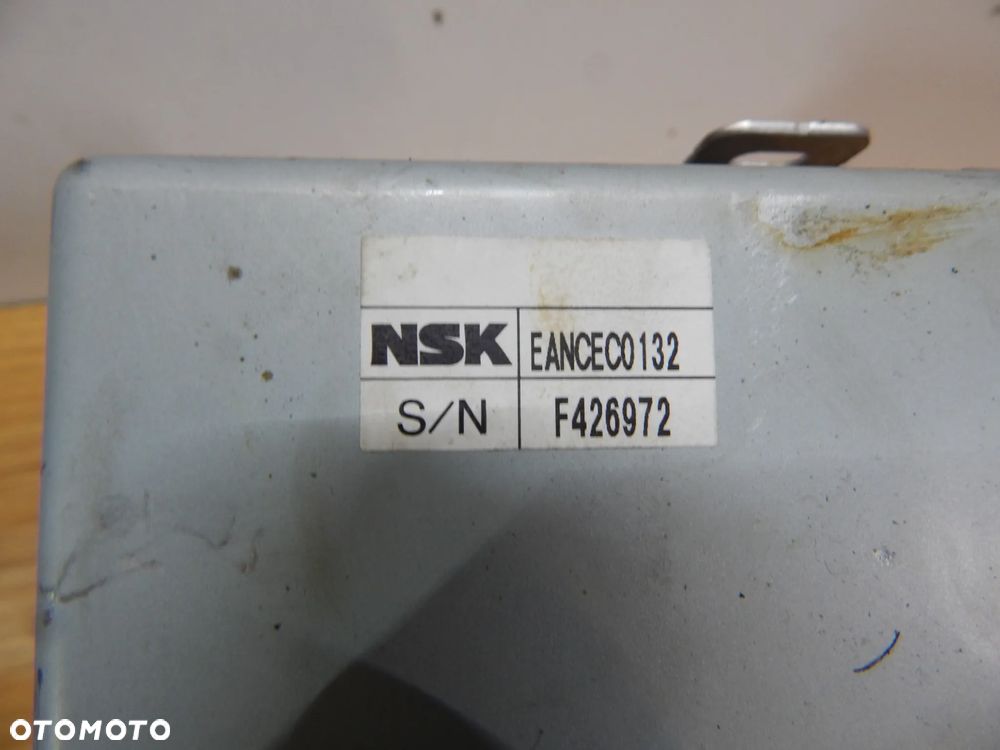 NSK EANCEC0132
S/N F426972
OTOMOTO